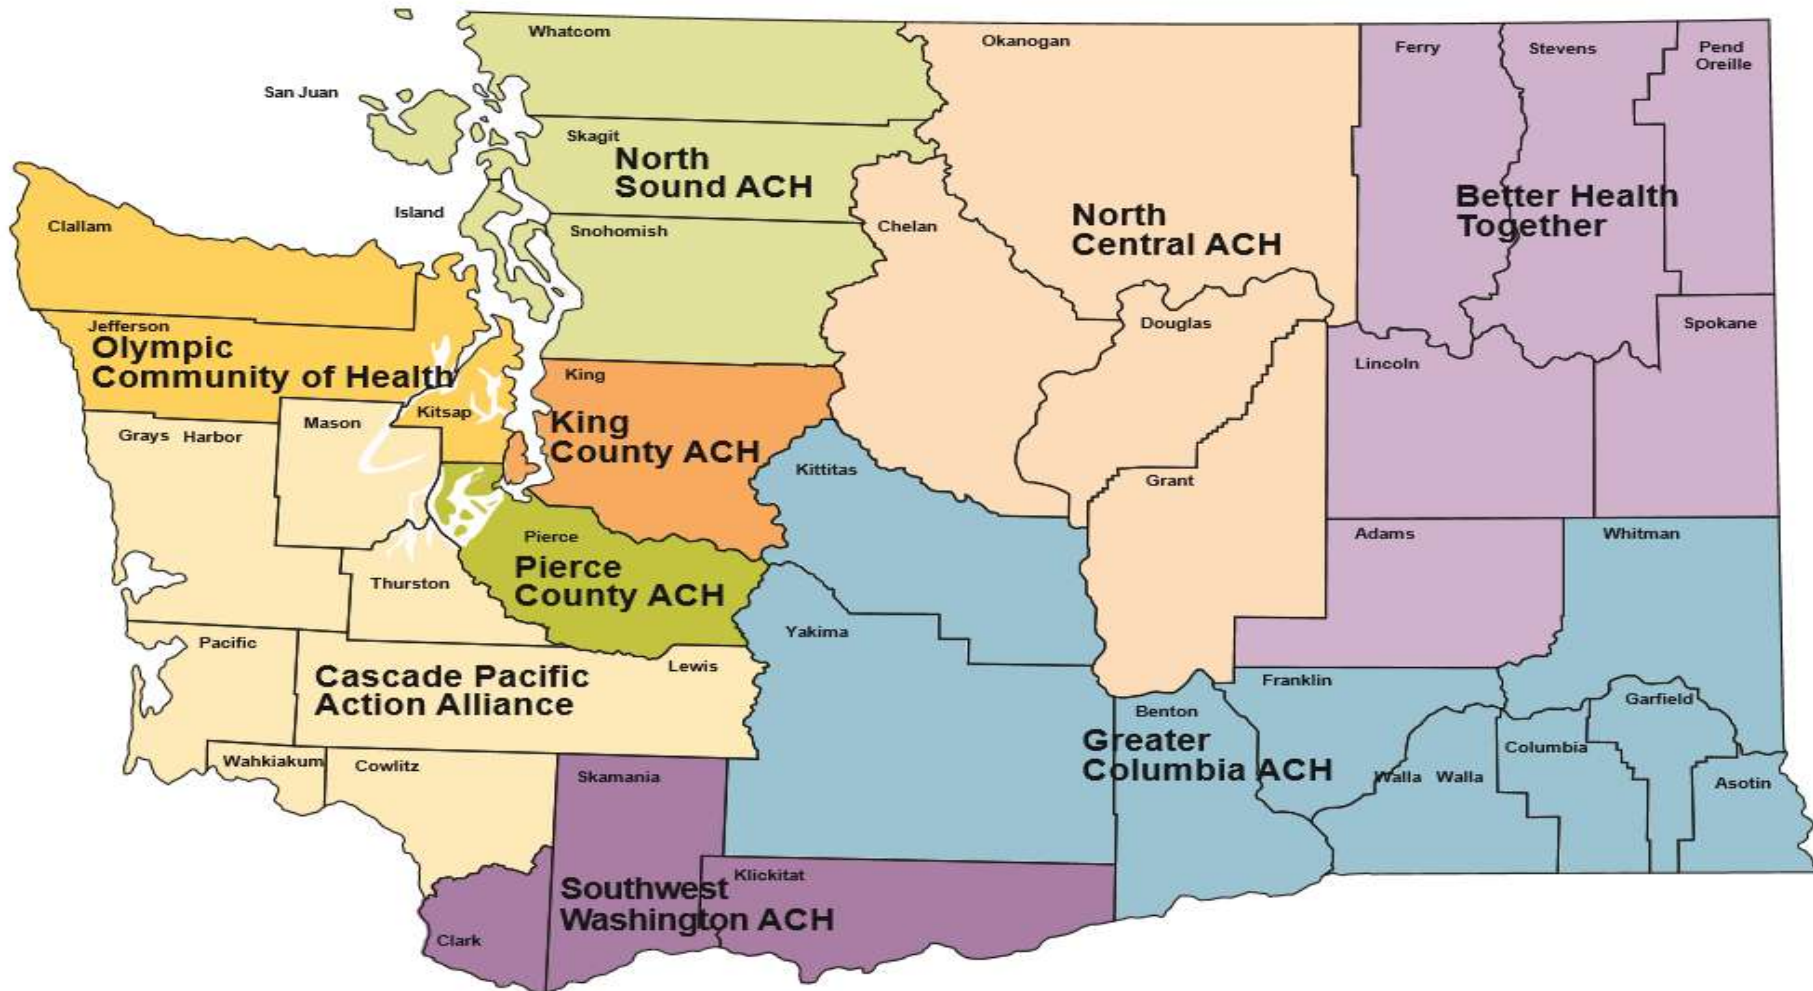 Whatcom
Okanogan
Ferry
Stevens
Pend
Oreille
San Juan
Skagit
North
Sound ACH
Island
Clallam
Snohomish
Chelan
North
Central ACH
Better Health
Together
Jefferson
Olympic
Community of Health
Douglas
Spokane
Lincoln
King
King
County ACH
Kitsap
Mason
Grays Harbor
Kittitas
Grant
Pierce
Pierce
County ACH
Thurston
Adams
Whitman
Pacific
Lewis
Cascade Pacific
Action Alliance
Yakima
Franklin
Garfield
Benton
Greater
Columbia ACH
Columbia
Walla Walla
Asotin
Wahkiakum
Cowlitz
Skamania
Klickitat
Southwest
Washington ACH
Clark